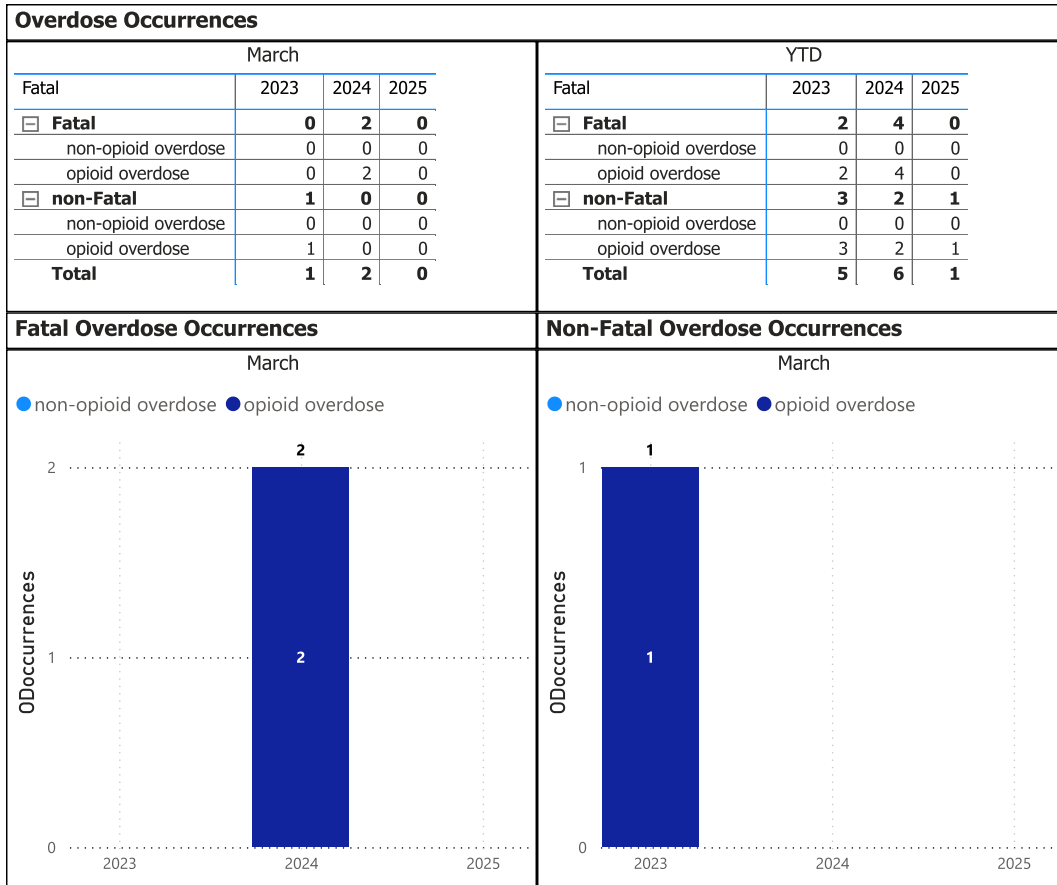 Overdose Occurrences
March
Fatal 2023 2024 2025
Fatal 0 2 0
non-opioid overdose 0 0 0
opioid overdose 0 2 0
non-Fatal 1 0 0
non-opioid overdose 0 0 0
opioid overdose 1 0 0
Total 1 2 0
YTD
Fatal 2023 2024 2025
Fatal 2 4 0
non-opioid overdose 0 0 0
opioid overdose 2 4 0
non-Fatal 3 2 1
non-opioid overdose 0 0 0
opioid overdose 3 2 1
Total 5 6 1
Fatal Overdose Occurrences
March
non-opioid overdose opioid overdose
2
2
ODoccurrences
1
2
0
2023 2024 2025
Non-Fatal Overdose Occurrences
March
non-opioid overdose opioid overdose
1
1
ODoccurrences
1
0
2023 2024 2025